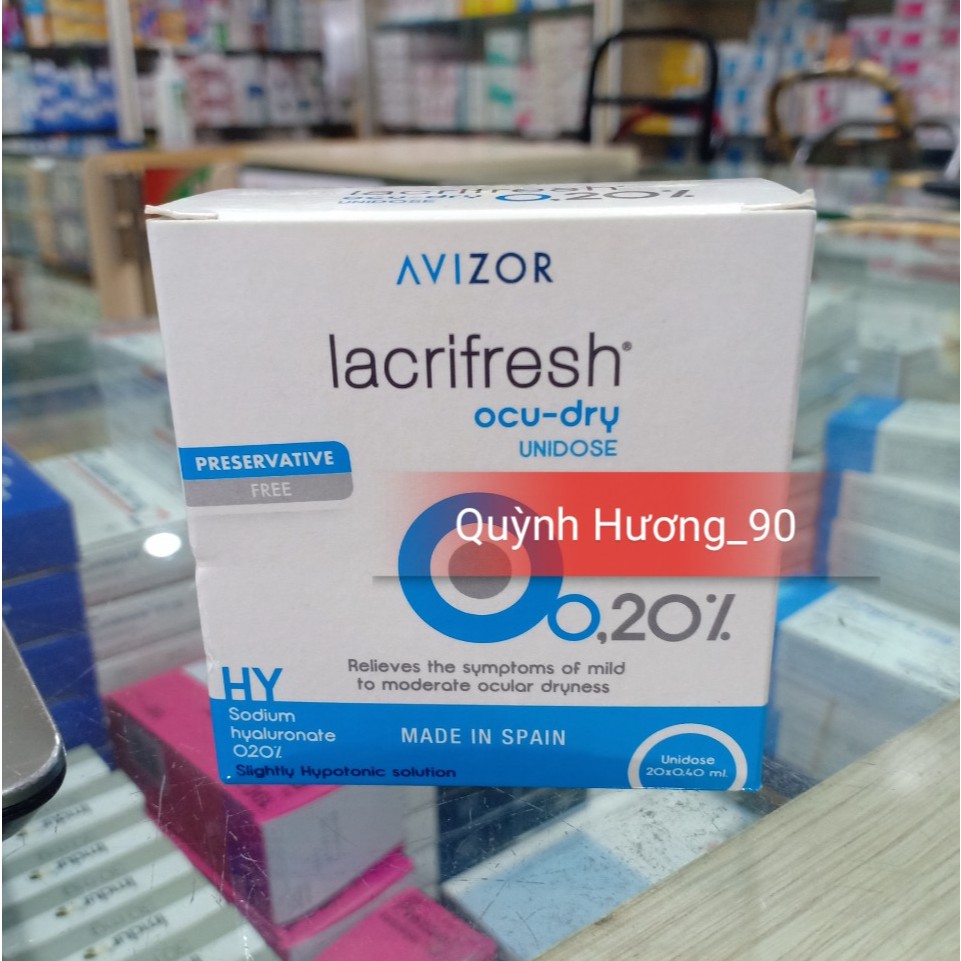 lacrifresh®
ocu-dry 0,20%
UNIDOSE
AVIZOR
lacrifresh®
ocu-dry
UNIDOSE
PRESERVATIVE
FREE
Quỳnh Hương_90
0,20%
Relieves the symptoms of mild
to moderate ocular dryness
HY
Sodium
hyaluronate
020%
Slightly Hypotonic solution
MADE IN SPAIN
Unidose
20x0.40 ml.